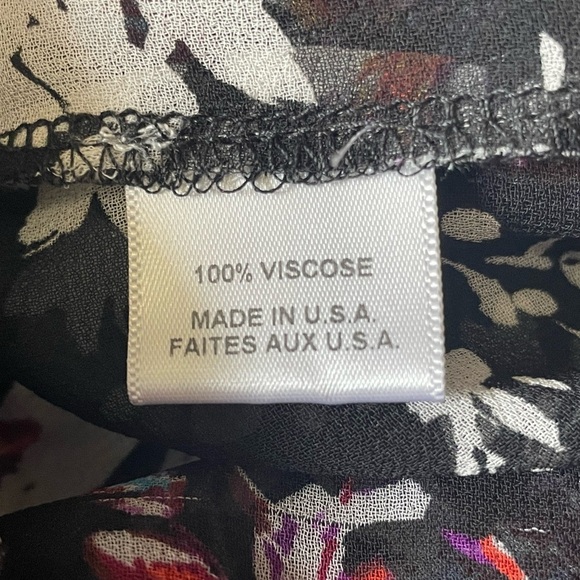 100% VISCOSE
MADE IN U.S.A.
FAITES AUX U.S.A.